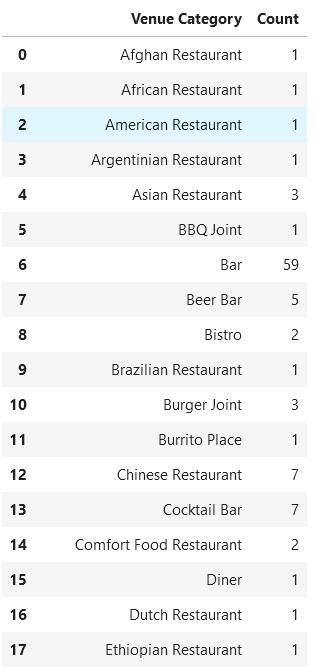 Venue Category Count
0 Afghan Restaurant 1
1 African Restaurant 1
2 American Restaurant 1
3 Argentinian Restaurant 1
4 Asian Restaurant 3
5 BBQ Joint 1
6 Bar 59
7 Beer Bar 5
8 Bistro 2
9 Brazilian Restaurant 1
10 Burger Joint 3
11 Burrito Place 1
12 Chinese Restaurant 7
13 Cocktail Bar 7
14 Comfort Food Restaurant 2
15 Diner 1
16 Dutch Restaurant 1
17 Ethiopian Restaurant 1